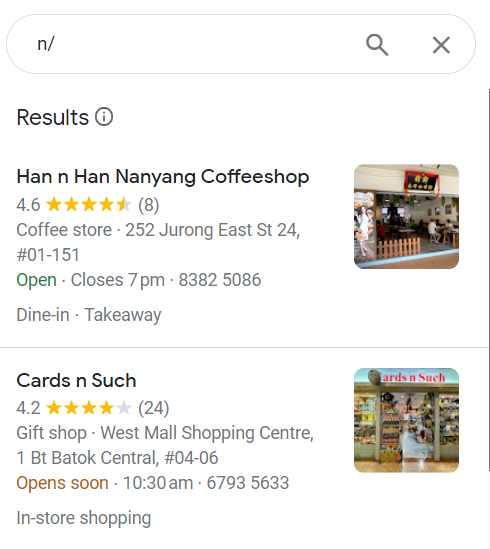 n/
Results
Han n Han Nanyang Coffeeshop
4.6 (8)
Coffee store · 252 Jurong East St 24,
#01-151
Open · Closes 7 pm · 8382 5086
Dine-in · Takeaway
Cards n Such
4.2 (24)
Gift shop · West Mall Shopping Centre,
1 Bt Batok Central, #04-06
Opens soon · 10:30 am · 6793 5633
In-store shopping
ards n Such